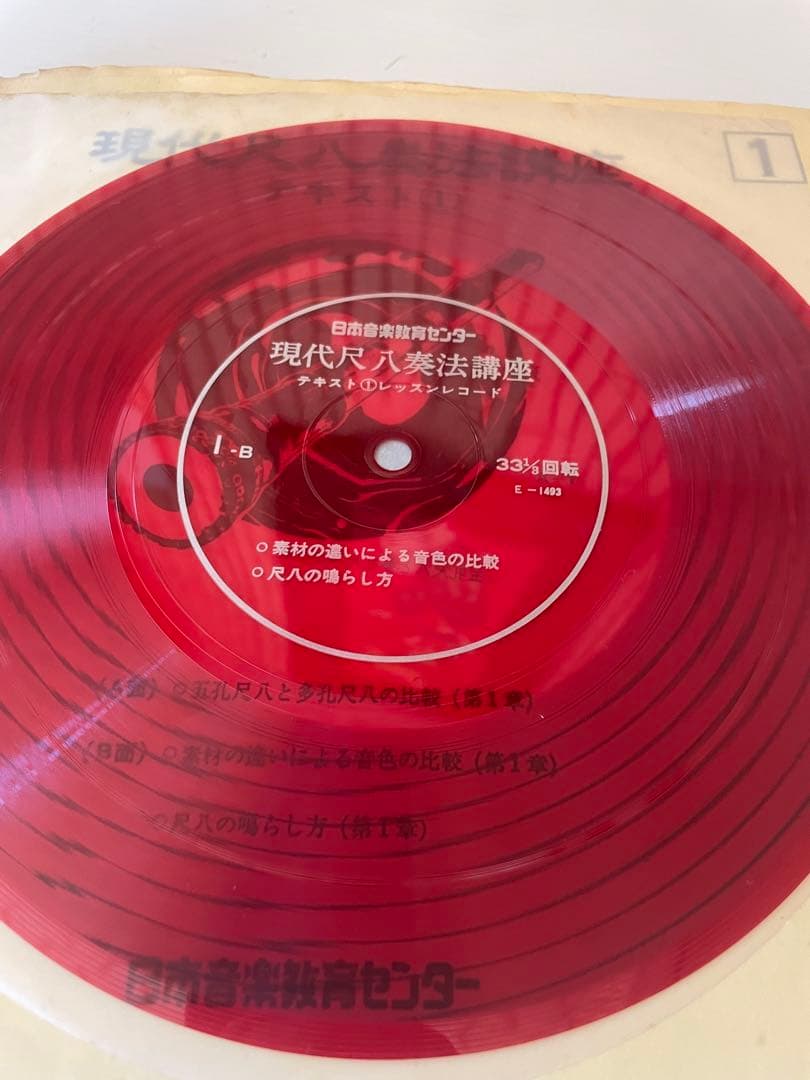 現代尺八奏法講座
1
テキスト①
日本音楽教育センター
現代尺八奏法講座
テキスト①レッスンレコード
1-B
33⅓回転
E-1493
○素材の違いによる音色の比較
○尺八の鳴らし方
(A面) ○五孔尺八と多孔尺八の比較 (第1章)
(B面) ○素材の違いによる音色の比較 (第1章)
○尺八の鳴らし方 (第1章)
日本音楽教育センター